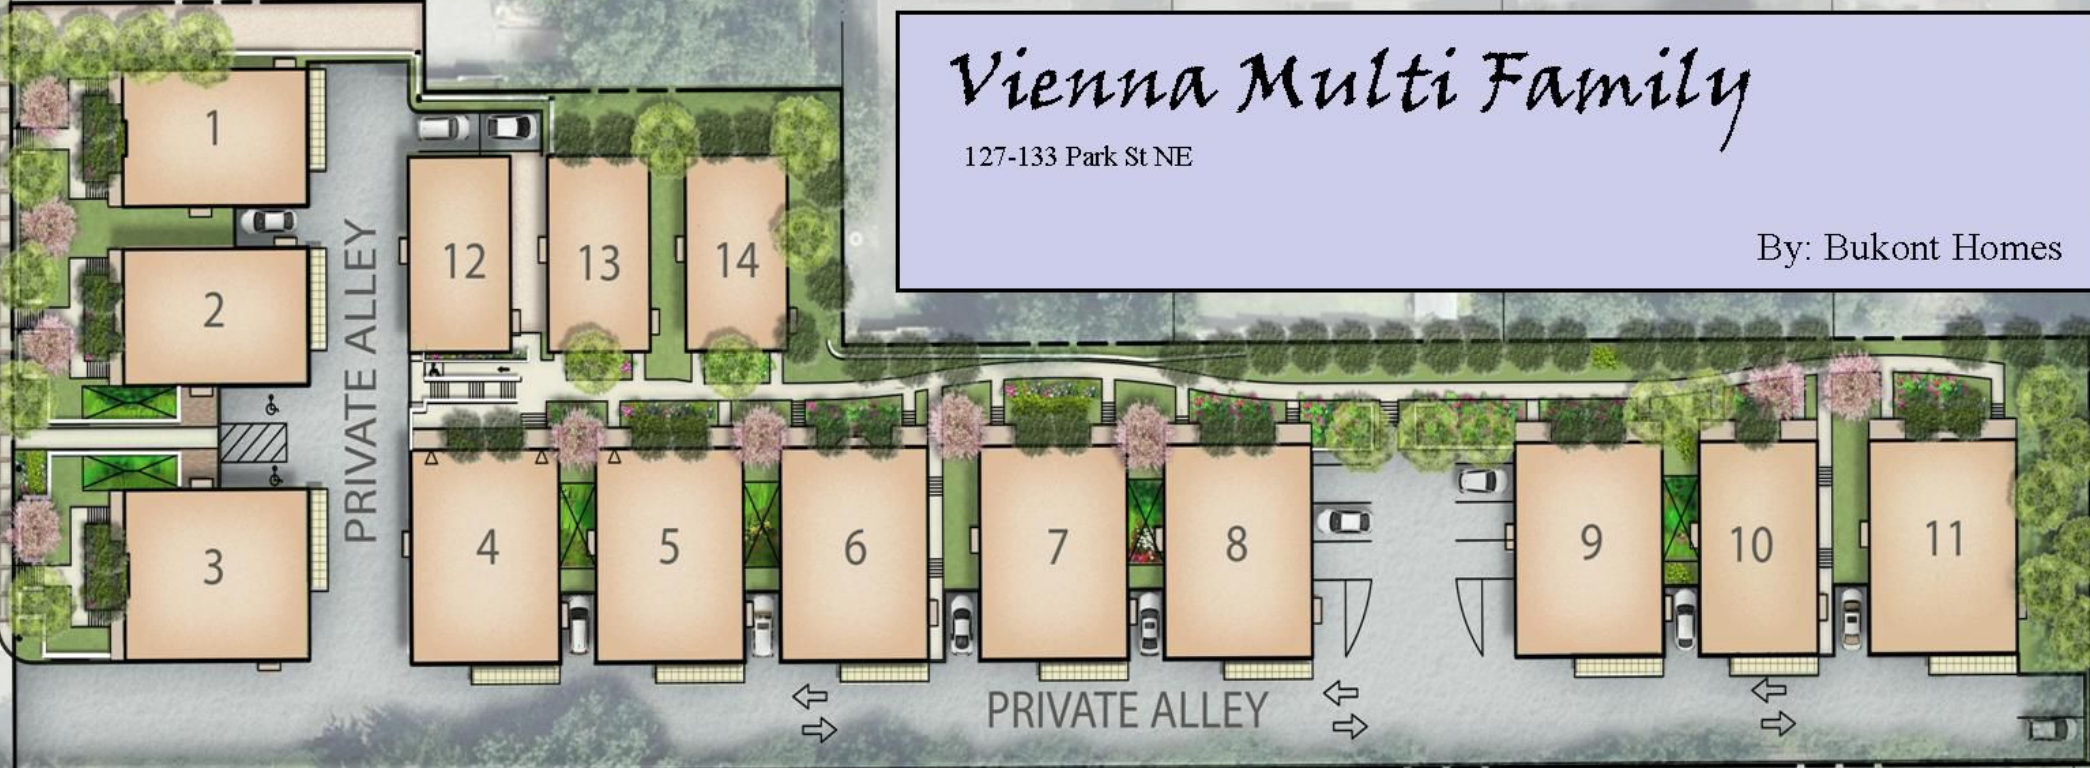 Vienna Multi Family
127-133 Park St NE
By: Bukont Homes
1
2
3
PRIVATE ALLEY
12
13
14
4
5
6
7
8
9
10
11
PRIVATE ALLEY